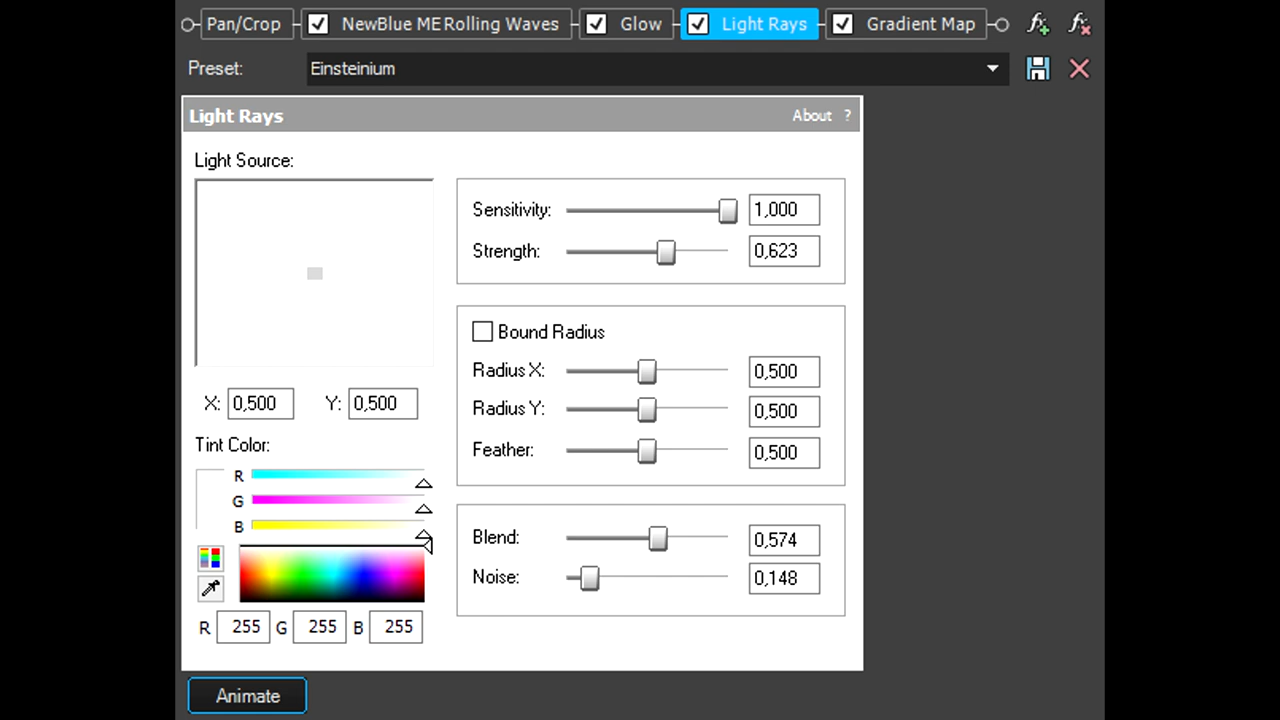 Pan/Crop NewBlue ME Rolling Waves Glow Light Rays Gradient Map
Preset: Einsteinium
Light Rays About ?
Light Source:
Sensitivity: 1,000
Strength: 0,623
Bound Radius
Radius X: 0,500
X: 0,500 Y: 0,500
Radius Y: 0,500
Tint Color:
Feather: 0,500
R
G
B
Blend: 0,574
Noise: 0,148
R 255 G 255 B 255
Animate